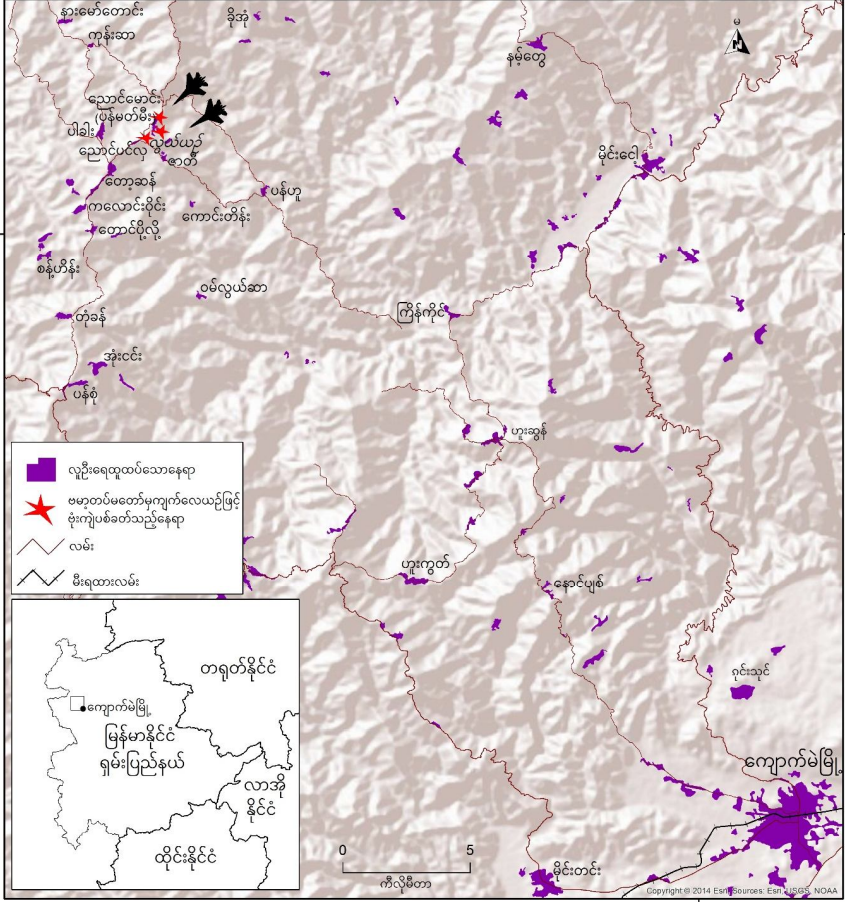 နားမော်တောင်း
ကုန်းဆာ
ခိုအုံ
မ
N
နမ့်တွေ
ညောင်မောင်း
(ပန်မတ်မီး)
ပါခါး
လွယ်ယဉ်
ညောင်ပင်လှ
ဇာတီ
မိုင်းငေါ့
တော့ဆန်
ပန်ဟူ
ကလောင်းဝိုင်း
ကောင်းတိန်း
တောင်ပို့လို့
စန့်ဟိန်း
ဝမ်လွယ်ဆာ
တုံခန်
ကြိန်ကိုင်
အုံးငင်း
ပန်စုံ
ဟူးဆွန်
လူဦးရေထူထပ်သောနေရာ
ဗမာ့တပ်မတော်မှကျက်လေယဉ်ဖြင့်
ဗုံးကျဲပစ်ခတ်သည့်နေရာ
လမ်း
မီးရထားလမ်း
ဟူးကွတ်
နောင်ပျစ်
ဂုင်းသုင်
ကျောက်မဲမြို့
တရုတ်နိုင်ငံ
ကျောက်မဲမြို့
မြန်မာနိုင်ငံ
ရှမ်းပြည်နယ်
လာအို
နိုင်ငံ
ထိုင်းနိုင်ငံ
0 5
ကီလိုမီတာ
မိုင်းတင်း
Copyright © 2014 Esri, Sources: Esri, USGS, NOAA